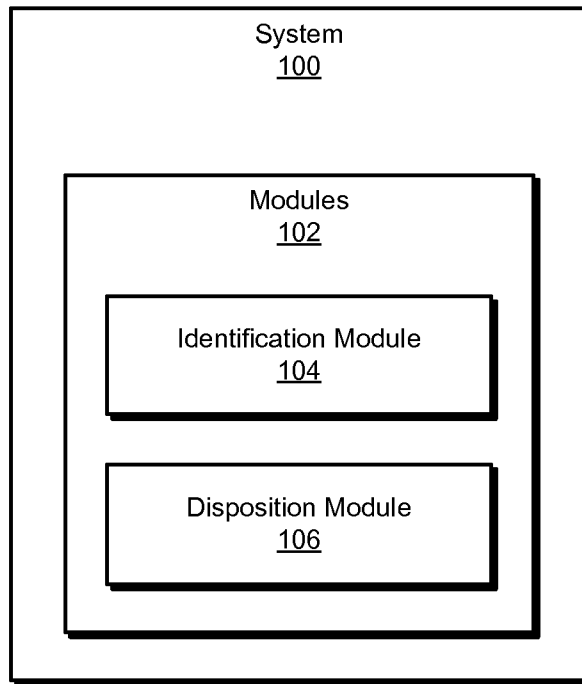 System
100
Modules
102
Identification Module
104
Disposition Module
106